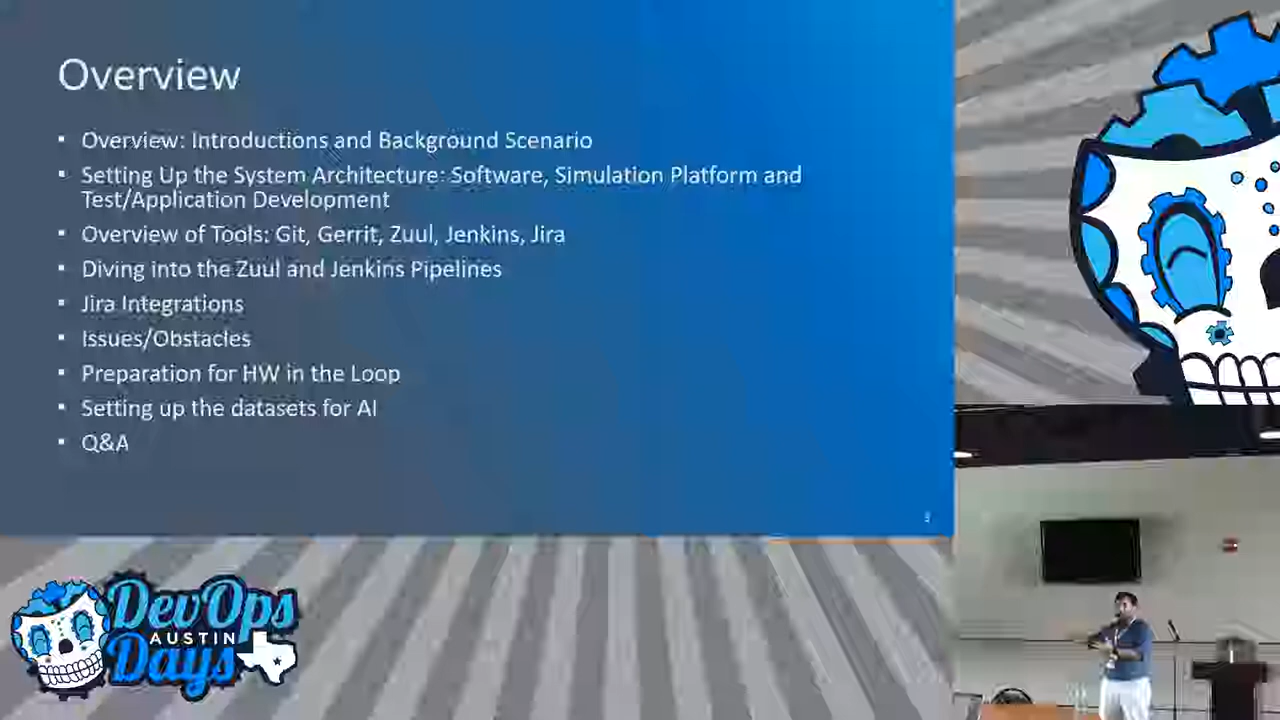 Overview
▪ Overview: Introductions and Background Scenario
▪ Setting Up the System Architecture: Software, Simulation Platform and
Test/Application Development
▪ Overview of Tools: Git, Gerrit, Zuul, Jenkins, Jira
▪ Diving into the Zuul and Jenkins Pipelines
▪ Jira Integrations
▪ Issues/Obstacles
▪ Preparation for HW in the Loop
▪ Setting up the datasets for AI
▪ Q&A
DevOps
AUSTIN
Days